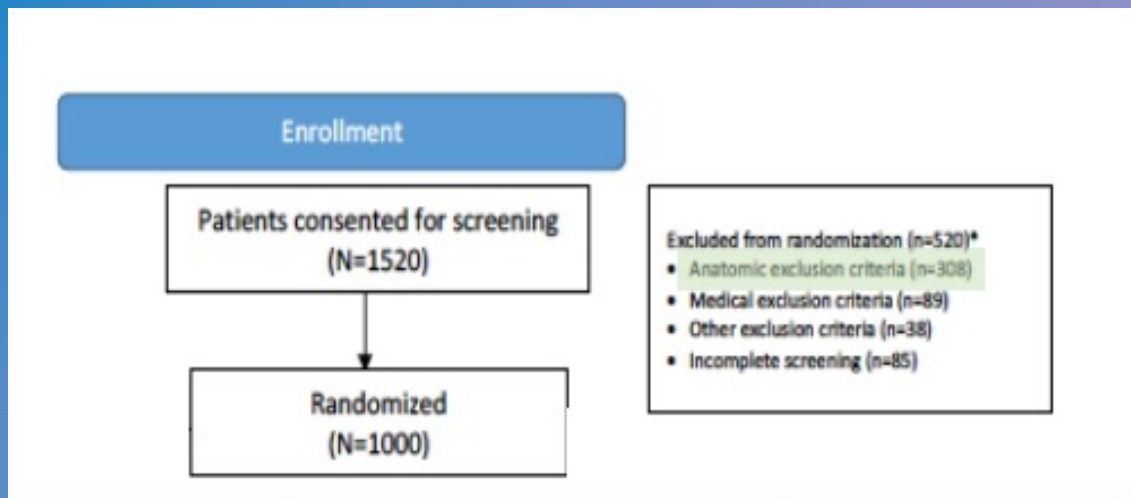 Enrollment
Patients consented for screening
(N=1520)
Excluded from randomization (n=520)*
• Anatomic exclusion criteria (n=308)
• Medical exclusion criteria (n=89)
• Other exclusion criteria (n=38)
• Incomplete screening (n=85)
Randomized
(N=1000)